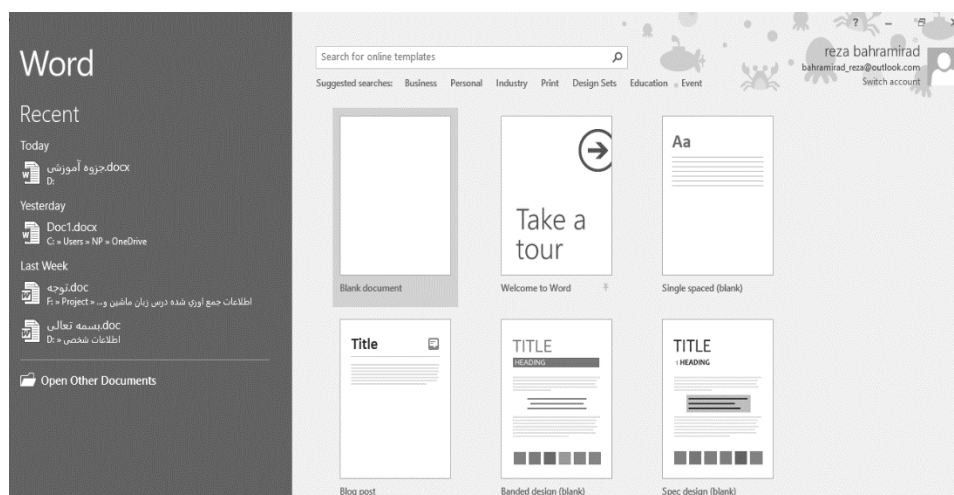 Word
Recent
Today
جزوه آموزشی.docx
D:
Yesterday
Doc1.docx
C: » Users » NP » OneDrive
Last Week
توجه.doc
F: » Project » ...اطلاعات جمع اوري شده درس زبان ماشین و
بسمه تعالی.doc
D: » اطلاعات شخصی
Open Other Documents
?
reza bahramirad
bahramirad_reza@outlook.com
Switch account
Search for online templates
Suggested searches: Business Personal Industry Print Design Sets Education Event
Blank document
Take a
tour
Welcome to Word
Aa
Single spaced (blank)
Title
Blog post
TITLE
HEADING
Banded design (blank)
TITLE
HEADING
Spec design (blank)